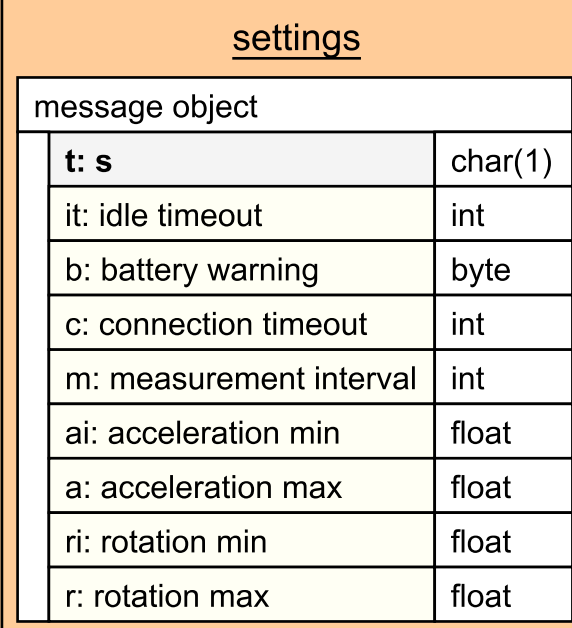 settings
message object
t: s char(1)
it: idle timeout int
b: battery warning byte
c: connection timeout int
m: measurement interval int
ai: acceleration min float
a: acceleration max float
ri: rotation min float
r: rotation max float